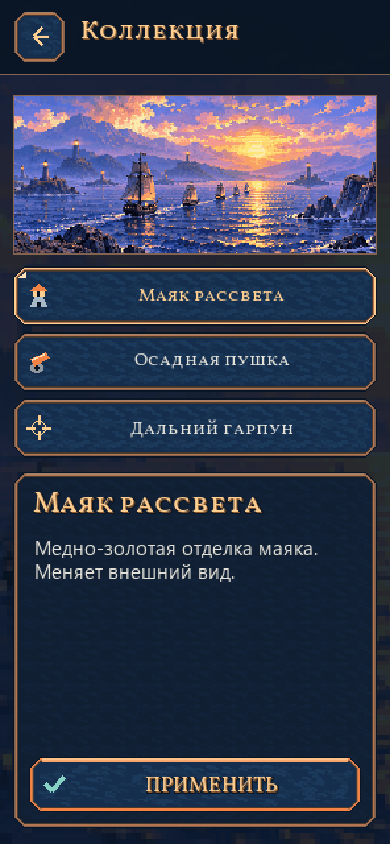 Коллекция
Маяк рассвета
Осадная пушка
Дальний гарпун
Маяк рассвета
Медно-золотая отделка маяка.
Меняет внешний вид.
ПРИМЕНИТЬ